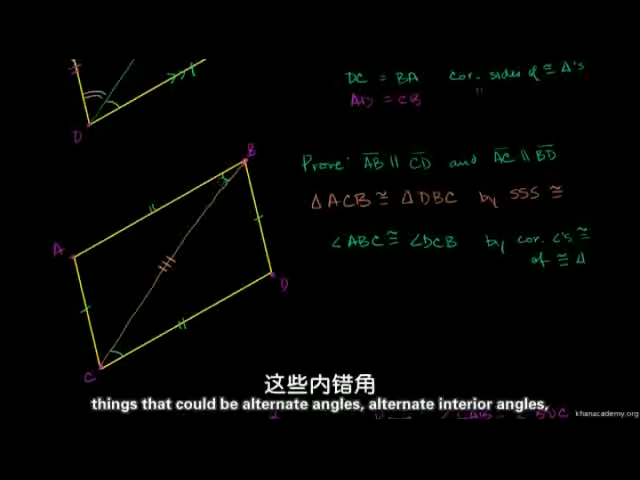 DC = BA cor. sides of ≅ Δ's
AD = CB "
D
Prove: AB || CD and AC || BD
ΔACB ≅ ΔDBC by SSS ≅
∠ABC ≅ ∠DCB by cor. ∠'s ≅
of ≅ Δ
B
A
D
C
这些内错角
things that could be alternate angles, alternate interior angles,
khanacademy.org